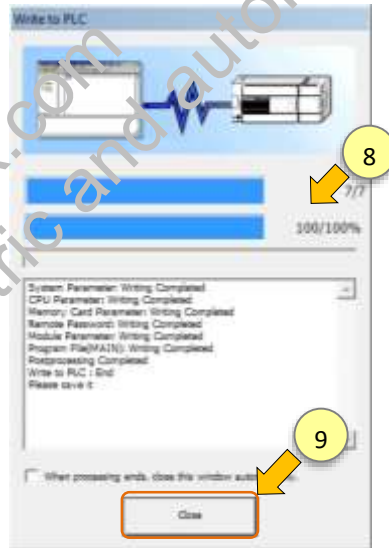 Write to PLC
8
7/7
100/100%
System Parameter: Writing Completed
CPU Parameter: Writing Completed
Memory Card Parameter: Writing Completed
Remote Password: Writing Completed
Module Parameter: Writing Completed
Program File(MAIN): Writing Completed
Postprocessing Completed
Write to PLC : End
Please save it
9
When processing ends, close this window
Close